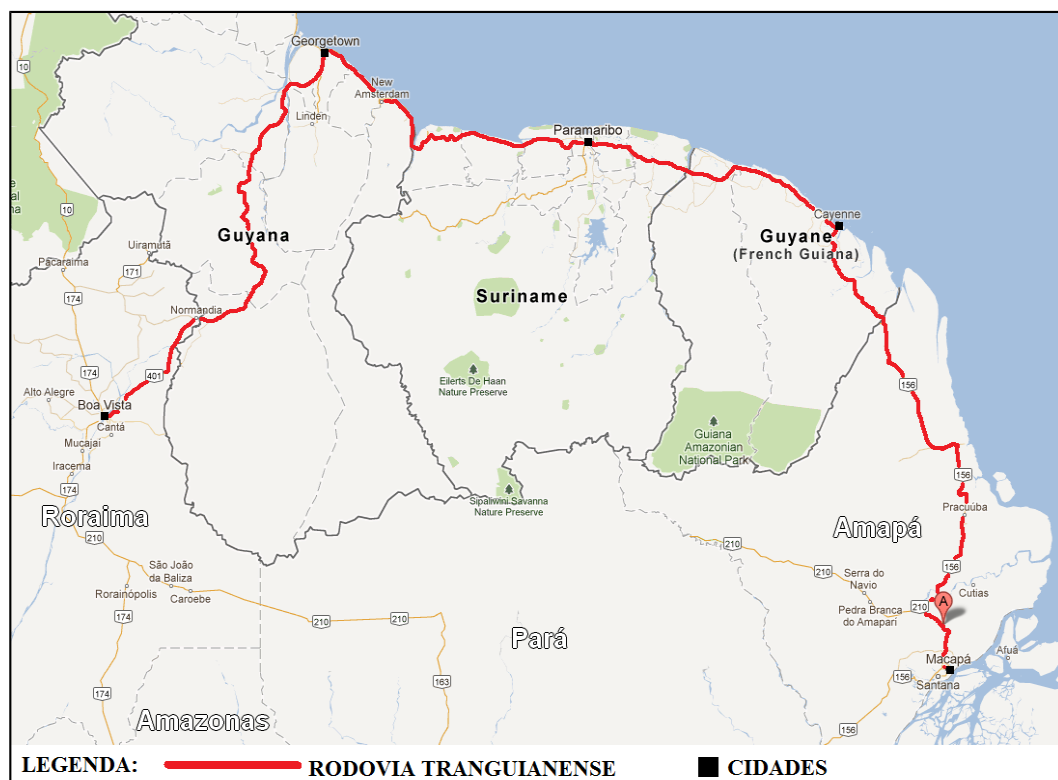 Georgetown
10
New
Amsterdam
Linden
Paramaribo
10
Uiramutã
171
Guyana
Cayenne
Guyane
(French Guiana)
Pacaraima
174
Suriname
Normandia
174
401
Eilerts De Haan
Nature Preserve
156
Alto Alegre
Boa Vista
Cantá
Mucajaí
Guiana
Amazonian
National Park
Iracema
174
156
Sipaliwini Savanna
Nature Preserve
Pracuúba
Roraima
Amapá
210
210
156
São João
da Baliza
Serra do
Navio
Cutias
Rorainópolis
Caroebe
210
A
174
210
Pedra Branca
do Amapari
Pará
Afuá
Macapá
156
Santana
163
174
Amazonas
156
LEGENDA: RODOVIA TRANGUIANENSE CIDADES